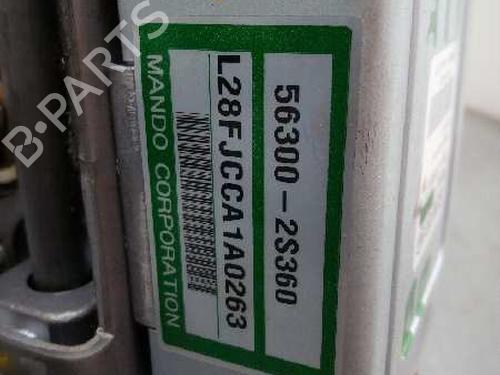 56300-2S360
L28FJCCA1A0263
MANDO CORPORATION
B-PARTS